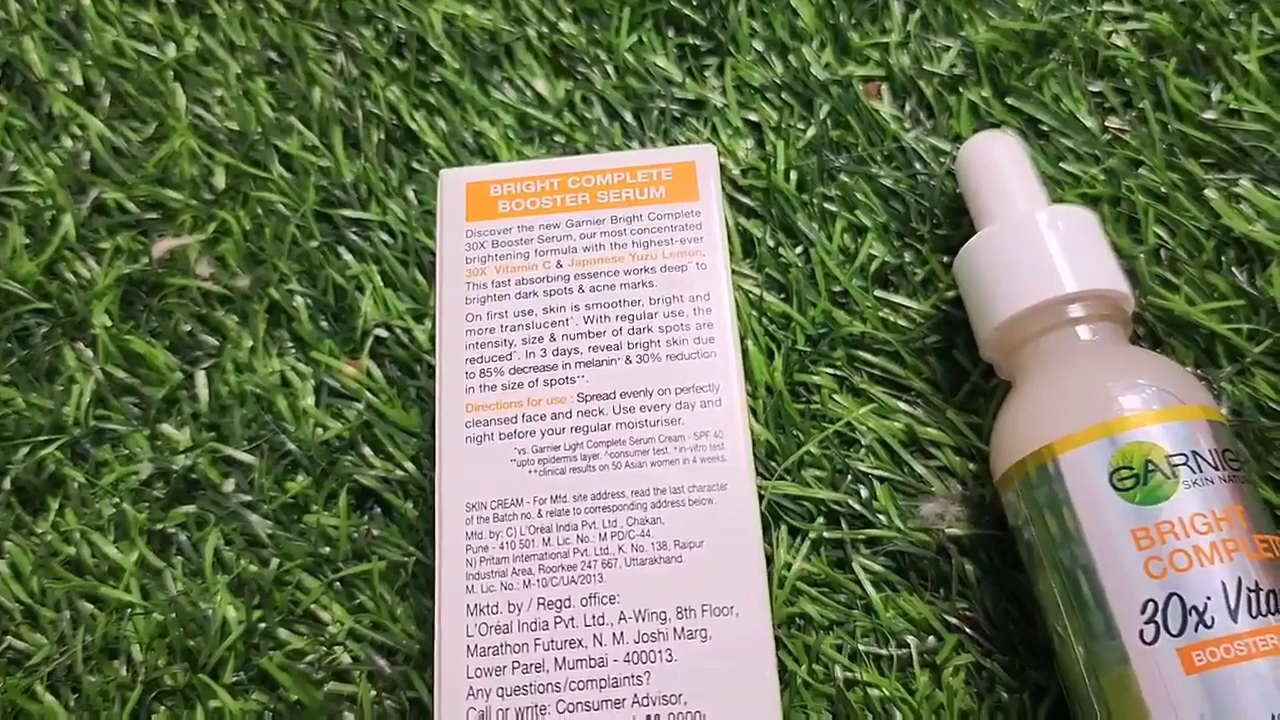 BRIGHT COMPLETE
BOOSTER SERUM
Discover the new Garnier Bright Complete
30X* Booster Serum, our most concentrated
brightening formula with the highest-ever
30X* Vitamin C & Japanese Yuzu Lemon.
This fast absorbing essence works deep** to
brighten dark spots & acne marks.
On first use, skin is smoother, bright and
more translucent^. With regular use, the
intensity, size & number of dark spots are
reduced^. In 3 days, reveal bright skin due
to 85% decrease in melanin+ & 30% reduction
in the size of spots++.
Directions for use : Spread evenly on perfectly
cleansed face and neck. Use every day and
night before your regular moisturiser.
*vs. Garnier Light Complete Serum Cream - SPF 40
**upto epidermis layer. ^consumer test. +in-vitro test.
++clinical results on 50 Asian women in 4 weeks.
SKIN CREAM - For Mfd. site address, read the last character
of the Batch no. & relate to corresponding address below.
Mfd. by: C) L'Oréal India Pvt. Ltd., Chakan,
Pune - 410 501. M. Lic. No.: M PD/C-44.
N) Pritam International Pvt. Ltd., K. No. 138, Raipur
Industrial Area, Roorkee 247 667, Uttarakhand.
M. Lic. No.: M-10/C/UA/2013.
Mktd. by / Regd. office:
L'Oréal India Pvt. Ltd., A-Wing, 8th Floor,
Marathon Futurex, N. M. Joshi Marg,
Lower Parel, Mumbai - 400013.
Any questions/complaints?
Call or write: Consumer Advisor,
GARNIE
SKIN NATU
BRIGHT
COMPLET
30x* Vita
BOOSTER